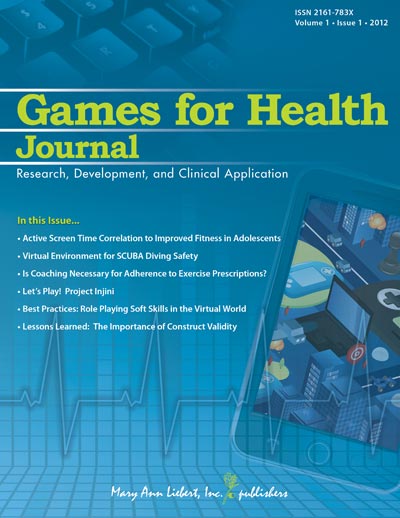 ISSN 2161-783X
Volume 1 • Issue 1 • 2012
Games for Health
Journal
Research, Development, and Clinical Application
In this Issue...
• Active Screen Time Correlation to Improved Fitness in Adolescents
• Virtual Environment for SCUBA Diving Safety
• Is Coaching Necessary for Adherence to Exercise Prescriptions?
• Let's Play! Project Injini
• Best Practices: Role Playing Soft Skills in the Virtual World
• Lessons Learned: The Importance of Construct Validity
Mary Ann Liebert, Inc. publishers